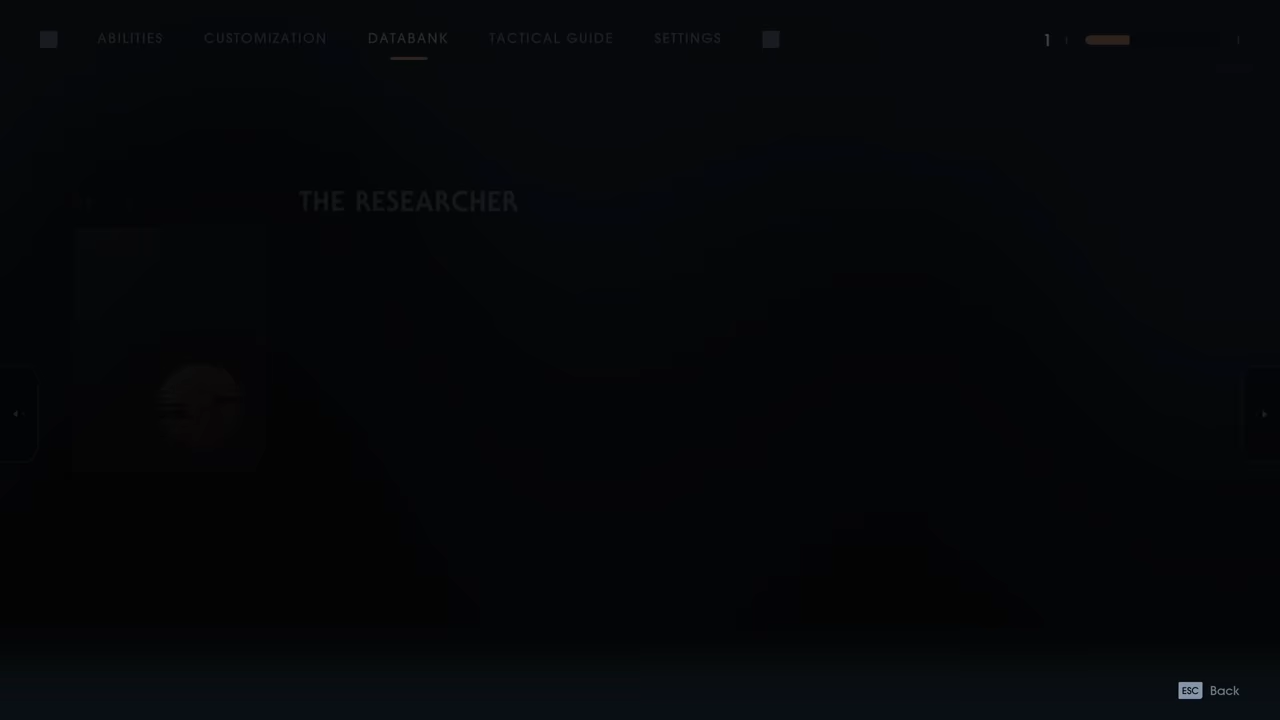 ABILITIES CUSTOMIZATION DATABANK TACTICAL GUIDE SETTINGS 1
THE RESEARCHER
ESC Back